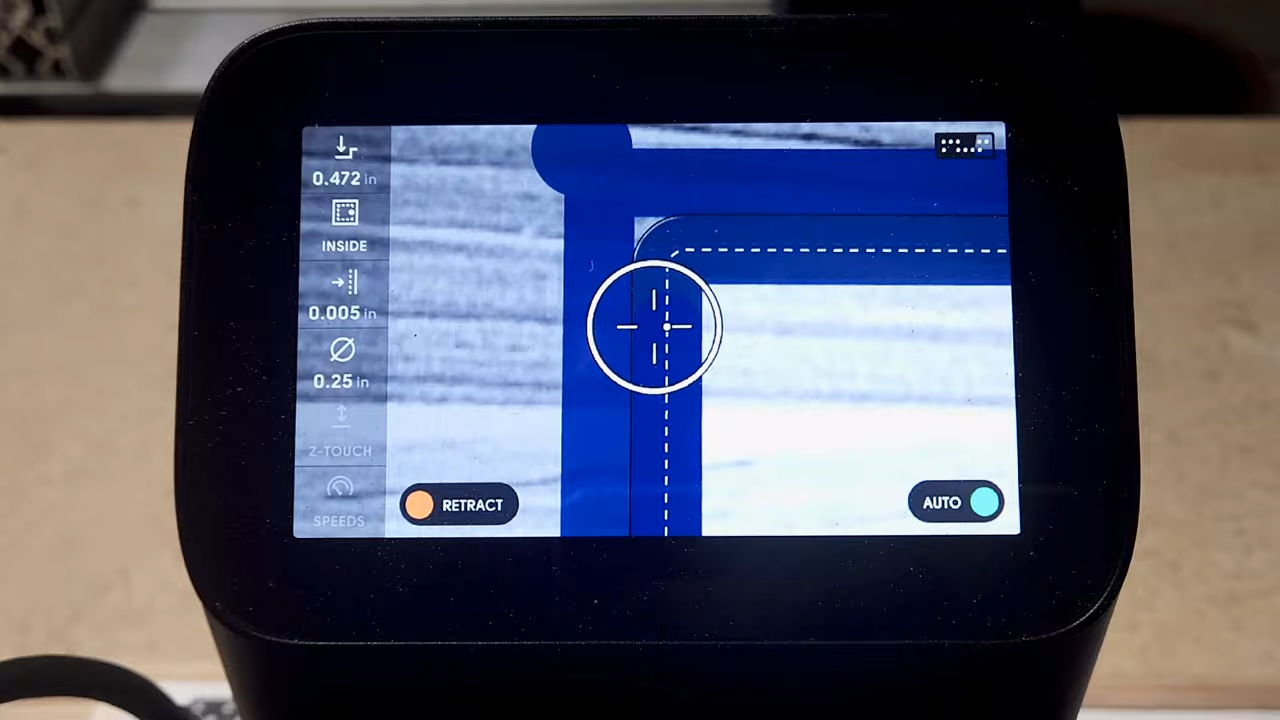 0.472 in
INSIDE
0.005 in
0.25 in
Z-TOUCH
SPEEDS
RETRACT
AUTO